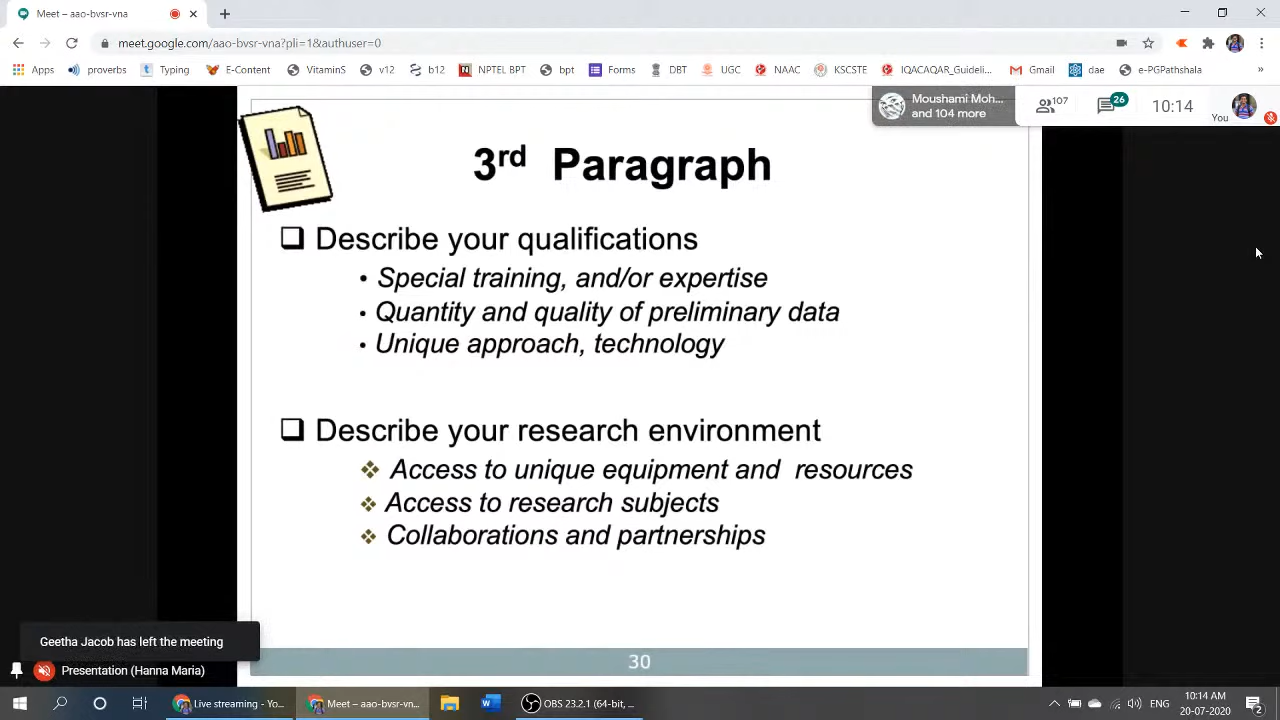 Meet – aao-bvsr-vna
meet.google.com/aao-bvsr-vna?pli=1&authuser=0
Apps proverbs Typing E-Content VitaminS v12 b12 NPTELBPT bpt Forms DBT UGC NAAC KSCSTE IQACAQAR_Guideli... Gmail dae e-PGPathshala »
Moushami Moh...
and 104 more
107 26 10:14 You
3rd Paragraph
Describe your qualifications
• Special training, and/or expertise
• Quantity and quality of preliminary data
• Unique approach, technology
Describe your research environment
Access to unique equipment and resources
Access to research subjects
Collaborations and partnerships
Geetha Jacob has left the meeting
Presentation (Hanna Maria)
30
Live streaming - Yo... Meet – aao-bvsr-vna OBS 23.2.1 (64-bit, ... ENG
10:14 AM
20-07-2020
2